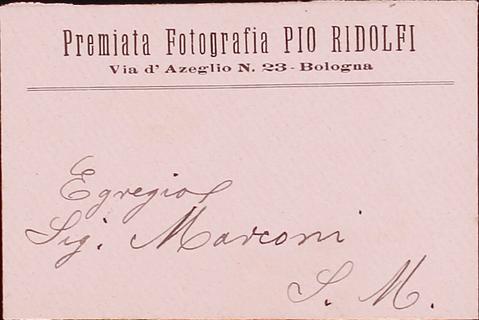 Premiata Fotografia PIO RIDOLFI
Via d' Azeglio N. 23 - Bologna
Egregio
Sig. Marconi
S. M.